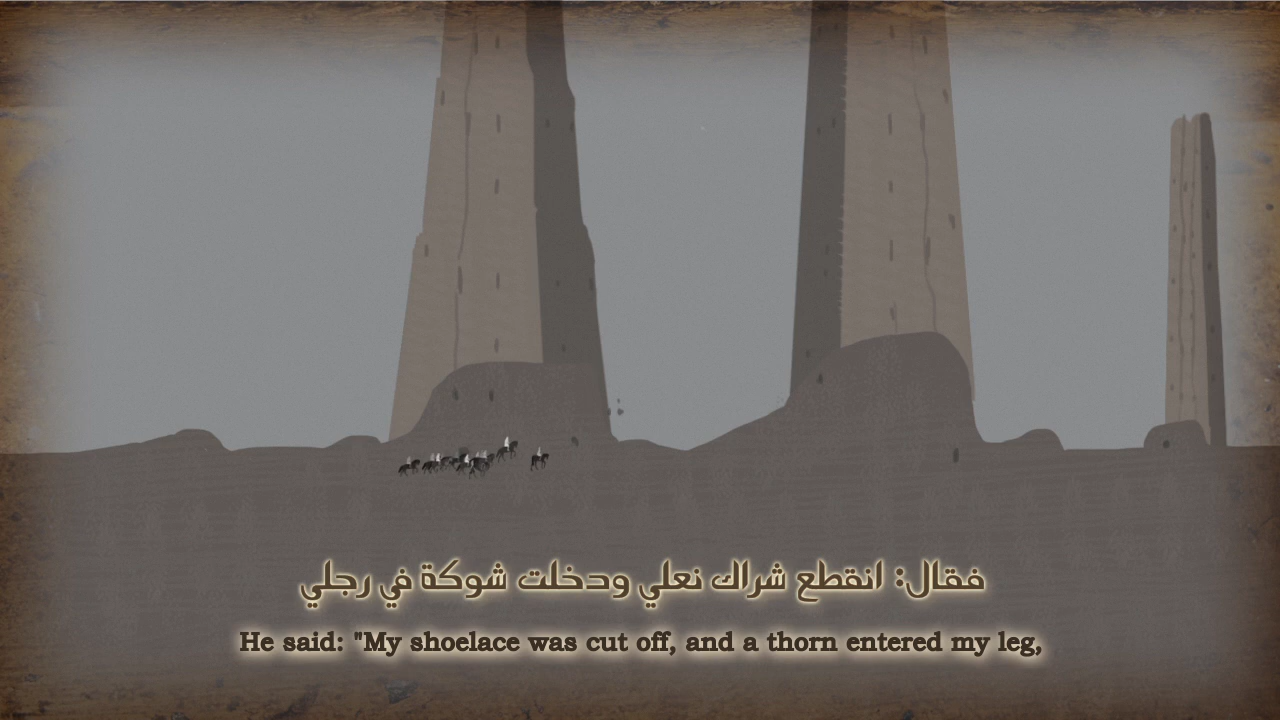 فقال: انقطع شراك نعلي ودخلت شوكة في رجلي
He said: "My shoelace was cut off, and a thorn entered my leg,